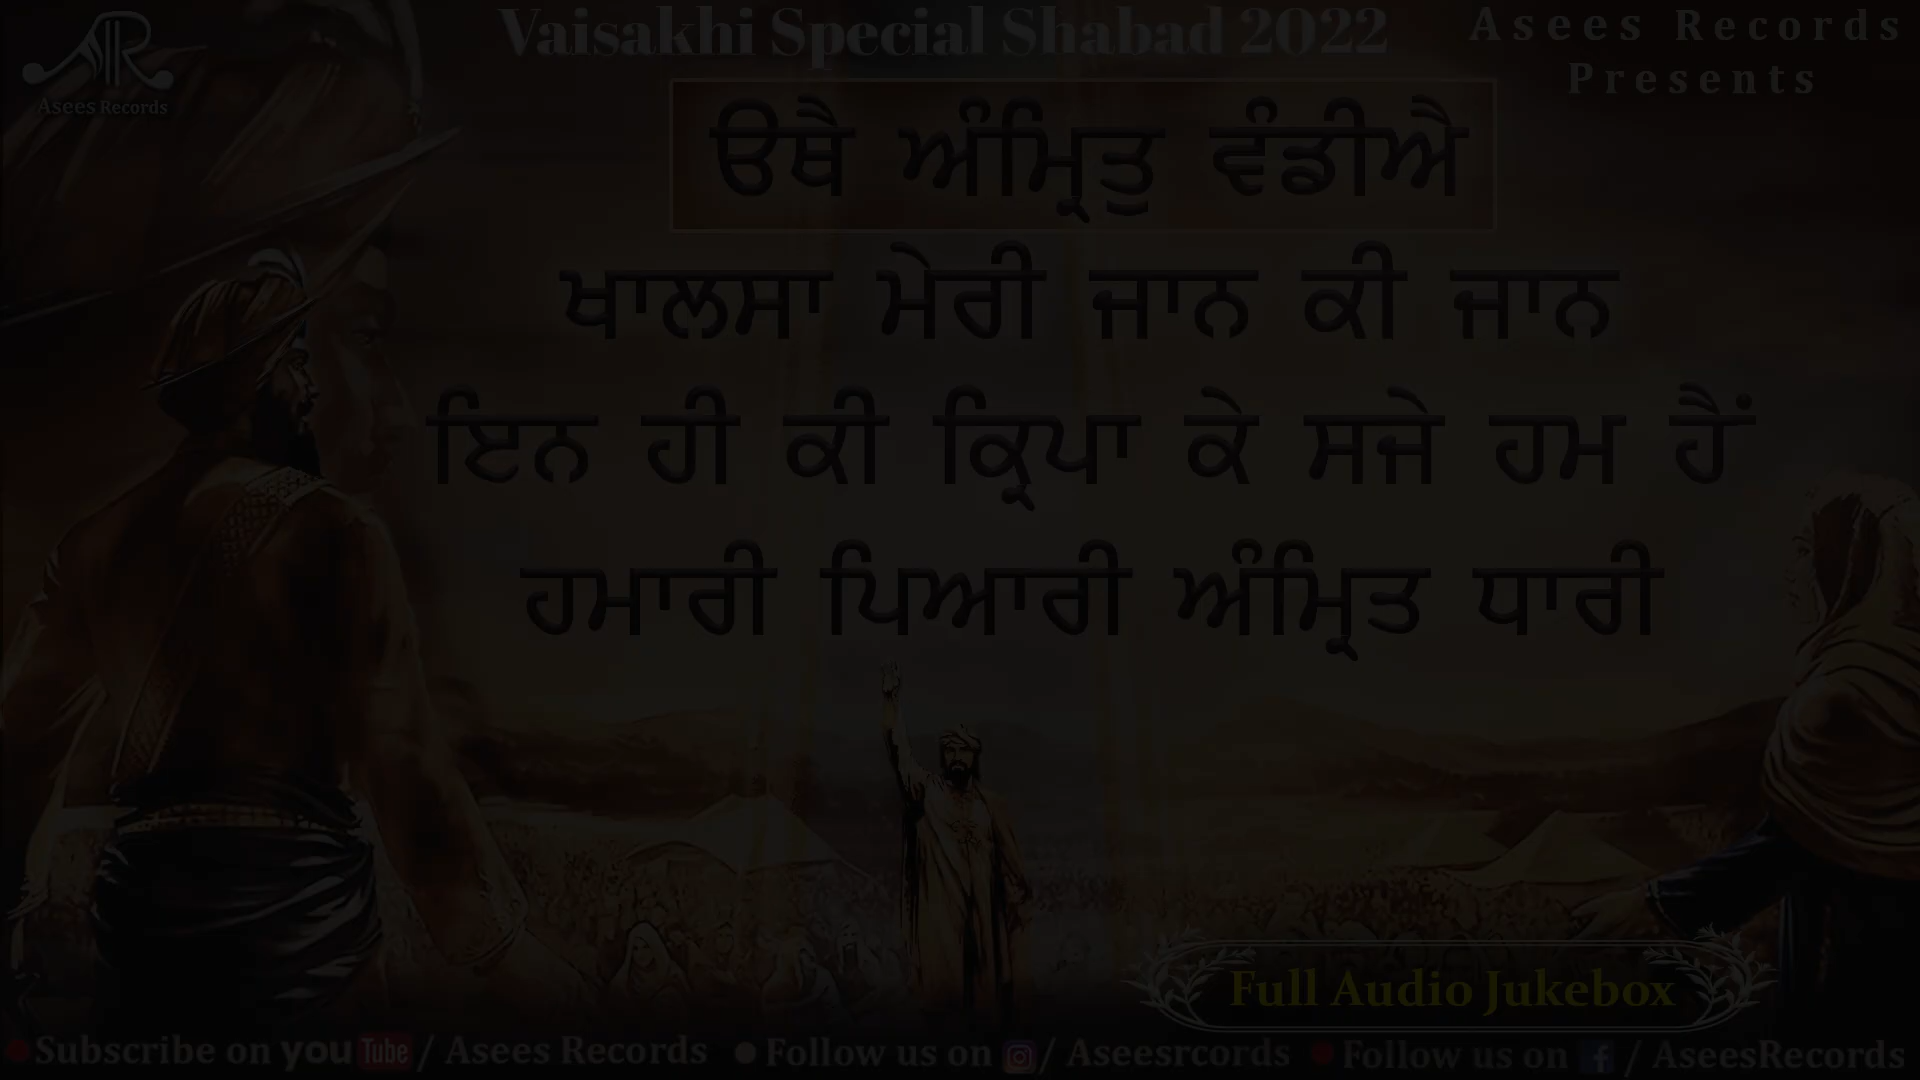 Vaisakhi Special Shabad 2022
Asees Records
Presents
Asees Records
ਓਥੈ ਅੰਮ੍ਰਿਤੁ ਵੰਡੀਐ
ਖਾਲਸਾ ਮੇਰੀ ਜਾਨ ਕੀ ਜਾਨ
ਇਨ ਹੀ ਕੀ ਕ੍ਰਿਪਾ ਕੇ ਸਜੇ ਹਮ ਹੈਂ
ਹਮਾਰੀ ਪਿਆਰੀ ਅੰਮ੍ਰਿਤ ਧਾਰੀ
Full Audio Jukebox
Subscribe on youTube / Asees Records Follow us on / Aseesrcords Follow us on f / AseesRecords